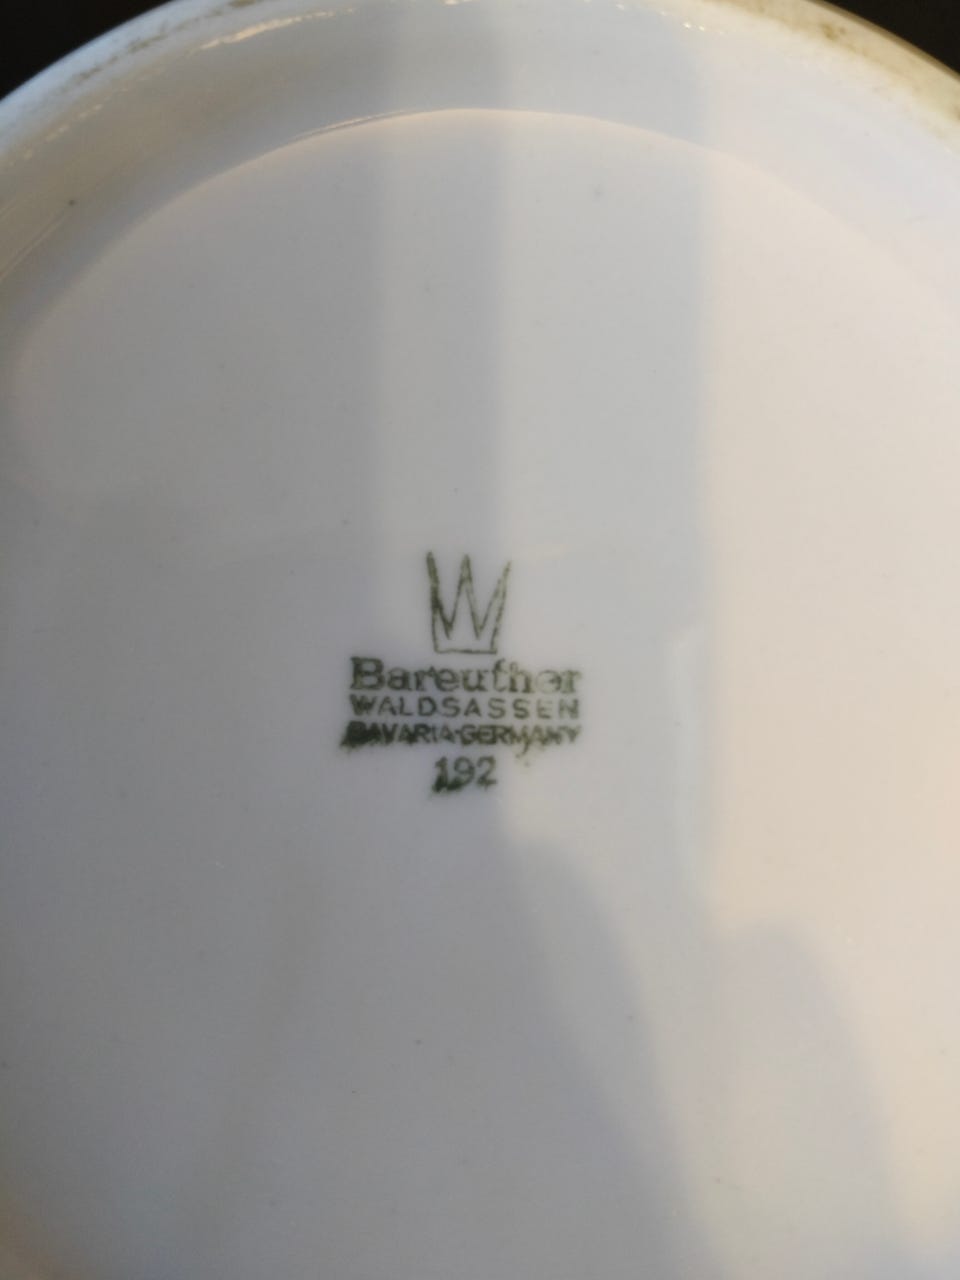 W
Bareuther
WALDSASSEN
BAVARIA·GERMANY
192